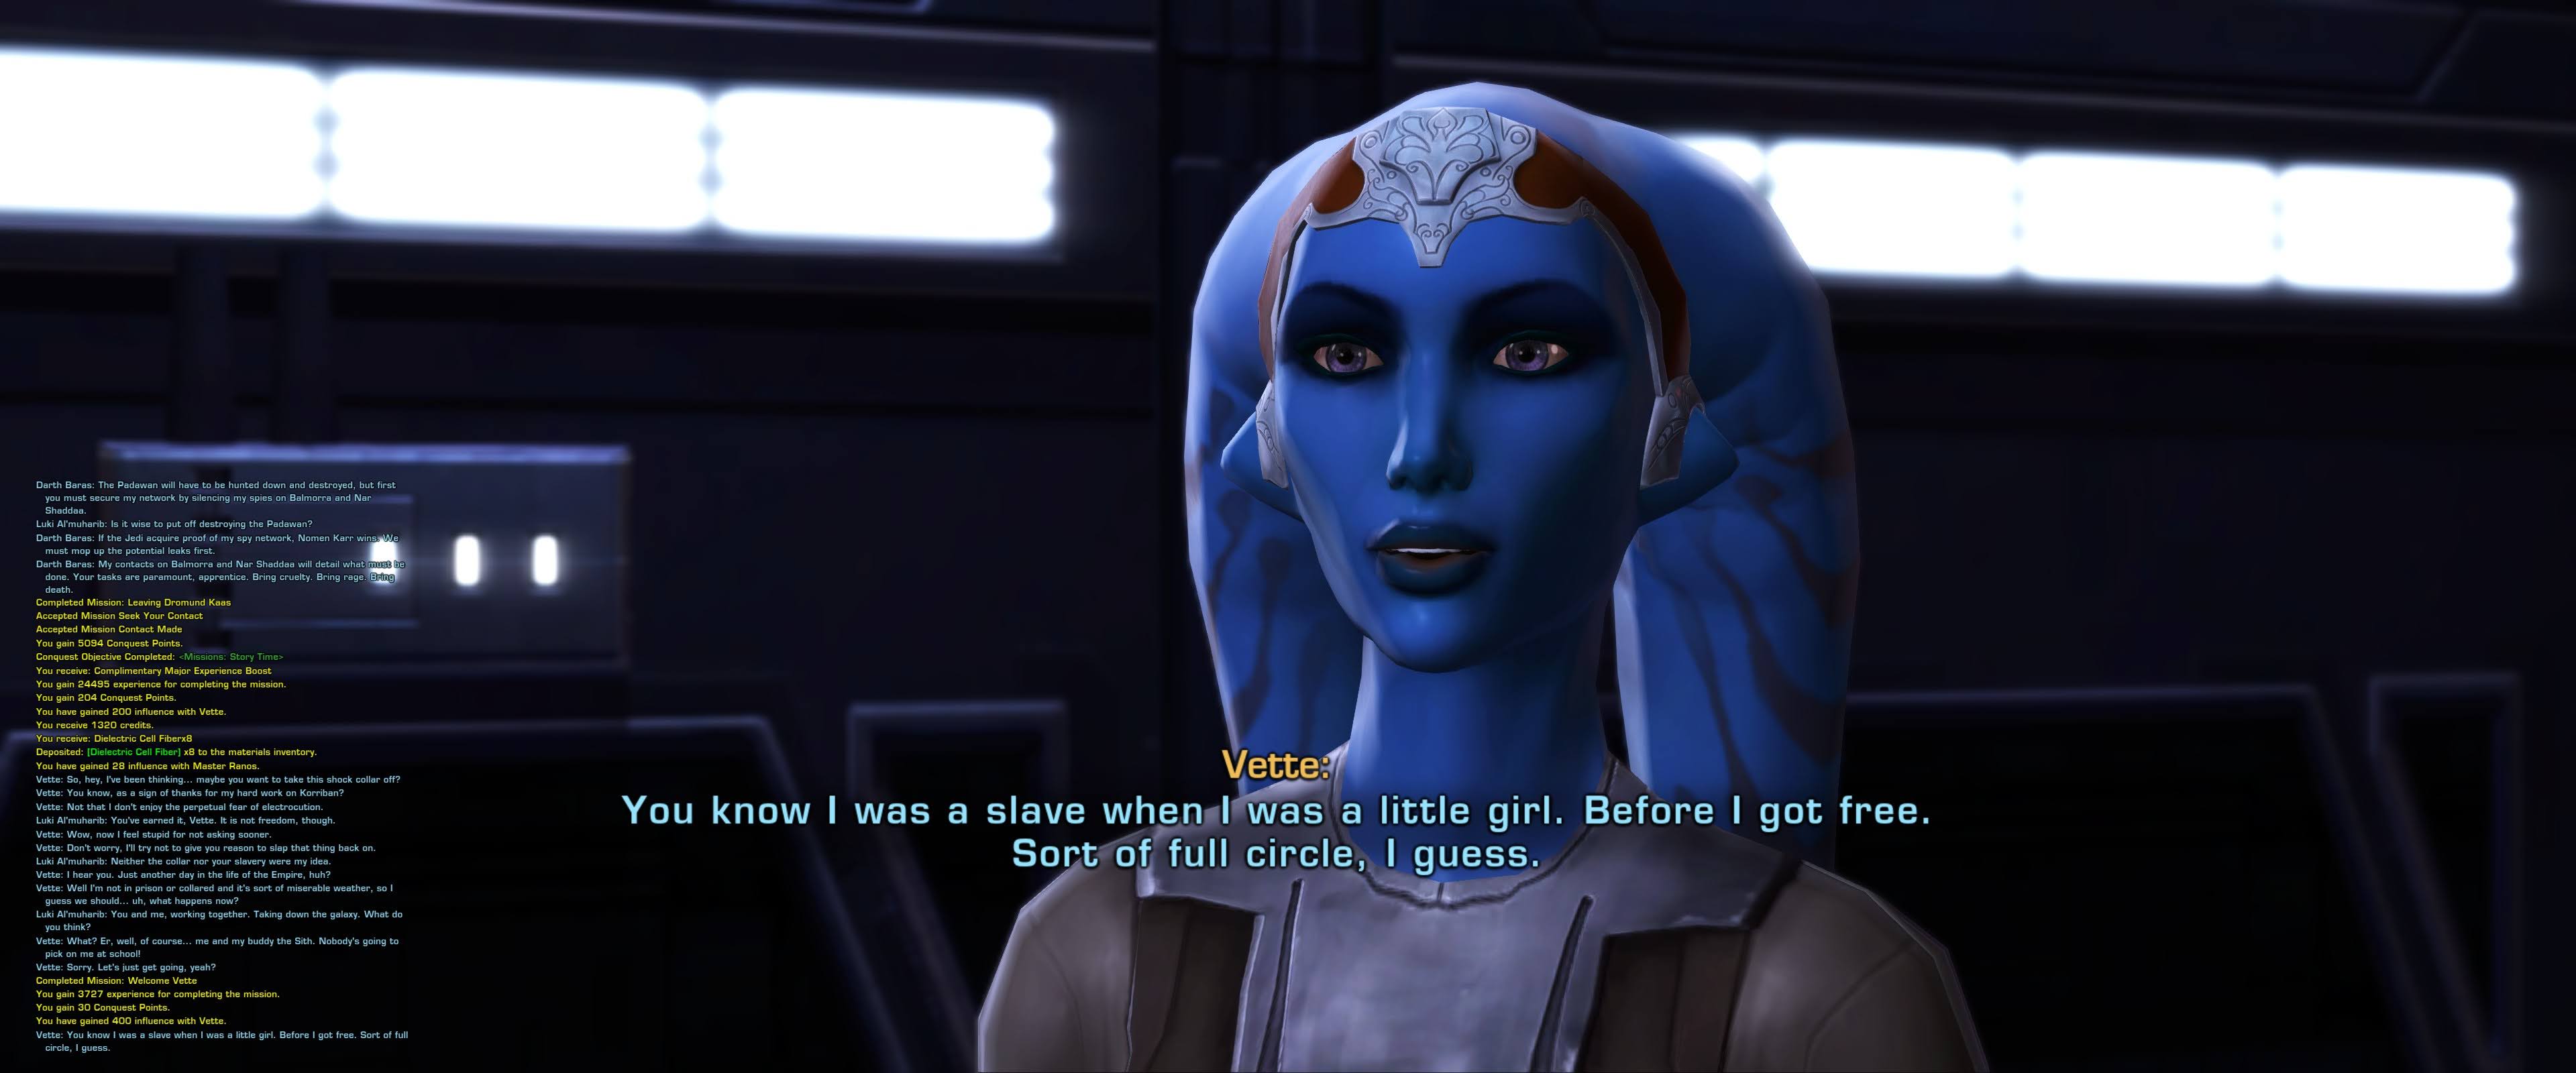 Darth Baras: The Padawan will have to be hunted down and destroyed, but first
you must secure my network by silencing my spies on Balmorra and Nar
Shaddaa.
Luki Al'muharib: Is it wise to put off destroying the Padawan?
Darth Baras: If the Jedi acquire proof of my spy network, Nomen Karr wins. We
must mop up the potential leaks first.
Darth Baras: My contacts on Balmorra and Nar Shaddaa will detail what must be
done. Your tasks are paramount, apprentice. Bring cruelty. Bring rage. Bring
death.
Completed Mission: Leaving Dromund Kaas
Accepted Mission Seek Your Contact
Accepted Mission Contact Made
You gain 5094 Conquest Points.
Conquest Objective Completed: <Missions: Story Time>
You receive: Complimentary Major Experience Boost
You gain 24495 experience for completing the mission.
You gain 204 Conquest Points.
You have gained 200 influence with Vette.
You receive 1320 credits.
You receive: Dielectric Cell Fiberx8
Deposited: [Dielectric Cell Fiber] x8 to the materials inventory.
You have gained 28 influence with Master Ranos.
Vette: So, hey, I've been thinking... maybe you want to take this shock collar off?
Vette: You know, as a sign of thanks for my hard work on Korriban?
Vette: Not that I don't enjoy the perpetual fear of electrocution.
Luki Al'muharib: You've earned it, Vette. It is not freedom, though.
Vette: Wow, now I feel stupid for not asking sooner.
Vette: Don't worry, I'll try not to give you reason to slap that thing back on.
Luki Al'muharib: Neither the collar nor your slavery were my idea.
Vette: I hear you. Just another day in the life of the Empire, huh?
Vette: Well I'm not in prison or collared and it's sort of miserable weather, so I
guess we should... uh, what happens now?
Luki Al'muharib: You and me, working together. Taking down the galaxy. What do
you think?
Vette: What? Er, well, of course... me and my buddy the Sith. Nobody's going to
pick on me at school!
Vette: Sorry. Let's just get going, yeah?
Completed Mission: Welcome Vette
You gain 3727 experience for completing the mission.
You gain 30 Conquest Points.
You have gained 400 influence with Vette.
Vette: You know I was a slave when I was a little girl. Before I got free. Sort of full
circle, I guess.
Vette:
You know I was a slave when I was a little girl. Before I got free.
Sort of full circle, I guess.